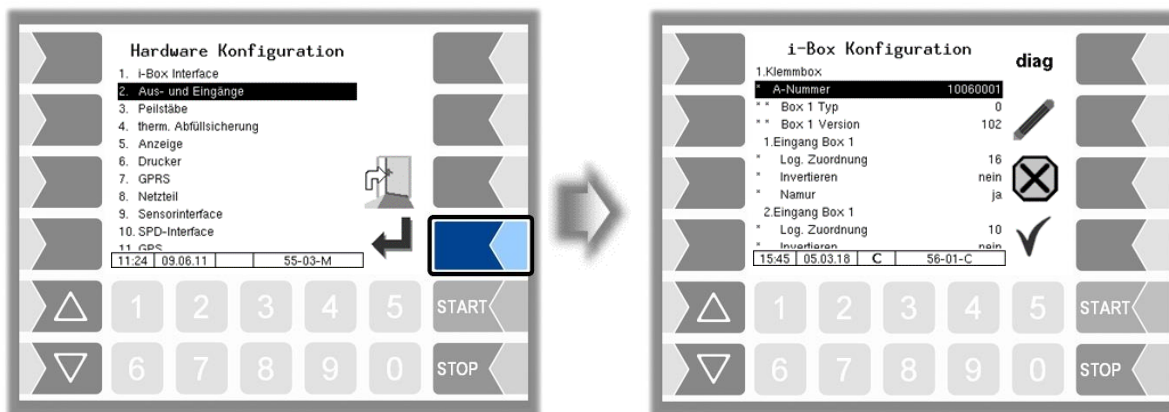 Hardware Konfiguration
1. i-Box Interface
2. Aus- und Eingänge
3. Peilstäbe
4. therm. Abfüllsicherung
5. Anzeige
6. Drucker
7. GPRS
8. Netzteil
9. Sensorinterface
10. SPD-Interface
11. GPS
11:24 09.06.11 55-03-M
1 2 3 4 5 START
6 7 8 9 0 STOP
i-Box Konfiguration
diag
1.Klemmbox
* A-Nummer 10060001
** Box 1 Typ 0
** Box 1 Version 102
1.Eingang Box 1
* Log. Zuordnung 16
* Invertieren nein
* Namur ja
2.Eingang Box 1
* Log. Zuordnung 10
* Invertieren nein
15:45 05.03.18 C 56-01-C
1 2 3 4 5 START
6 7 8 9 0 STOP